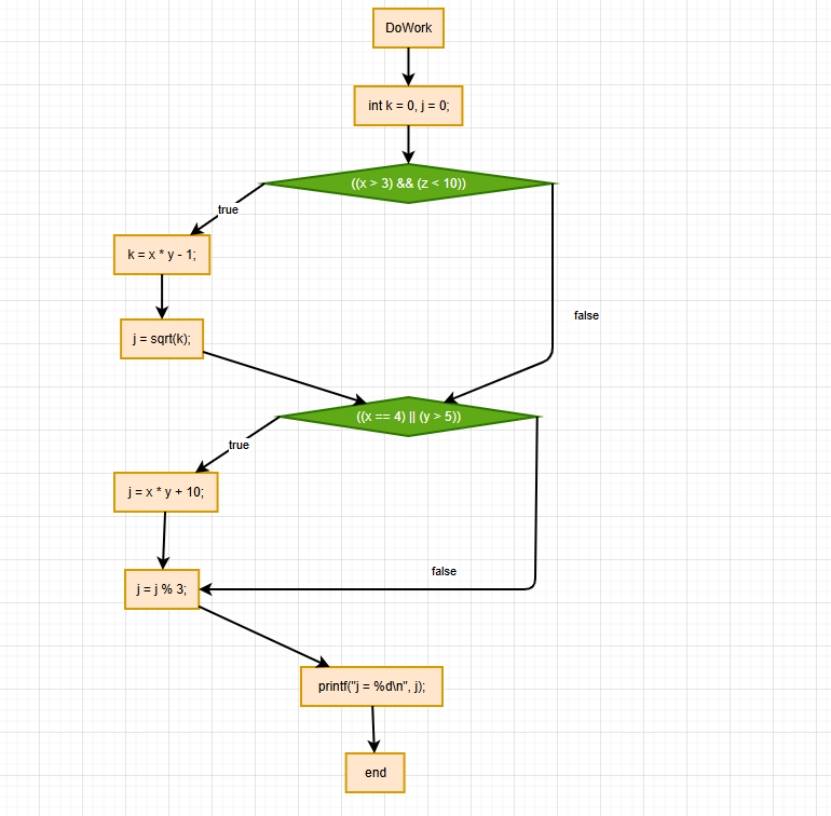 DoWork
int k = 0, j = 0;
((x > 3) && (z < 10))
true
k = x * y - 1;
false
j = sqrt(k);
((x == 4) || (y > 5))
true
j = x * y + 10;
false
j = j % 3;
printf("j = %d\n", j);
end